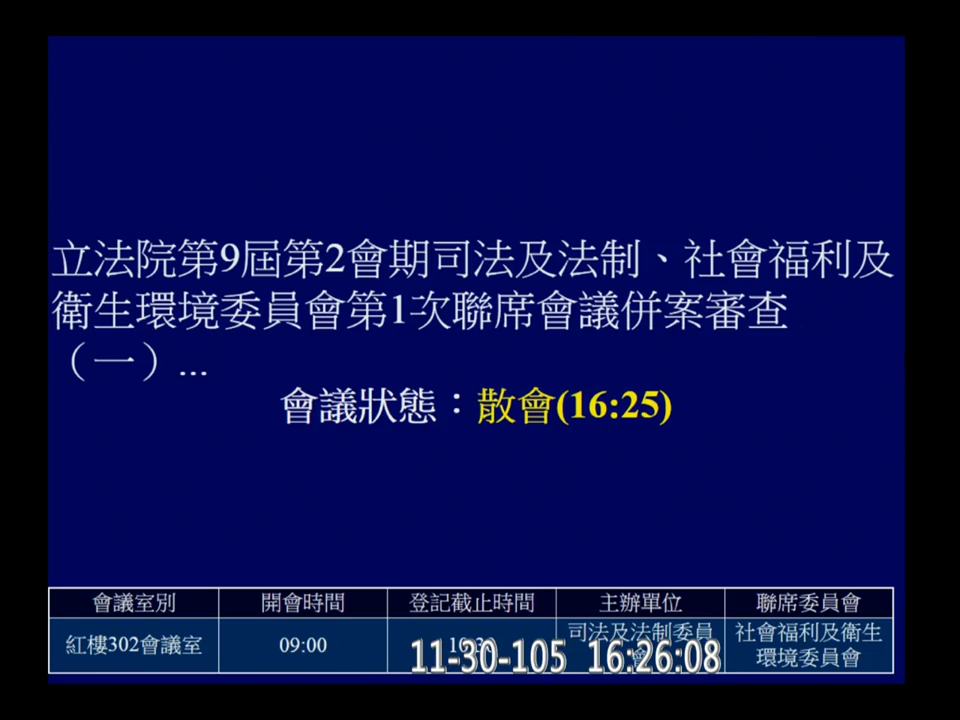 立法院第9屆第2會期司法及法制、社會福利及
衛生環境委員會第1次聯席會議併案審查
（一）...
會議狀態：散會(16:25)
會議室別 開會時間 登記截止時間 主辦單位 聯席委員會
紅樓302會議室 09:00 司法及法制委員 社會福利及衛生
環境委員會
11-30-105 16:26:08